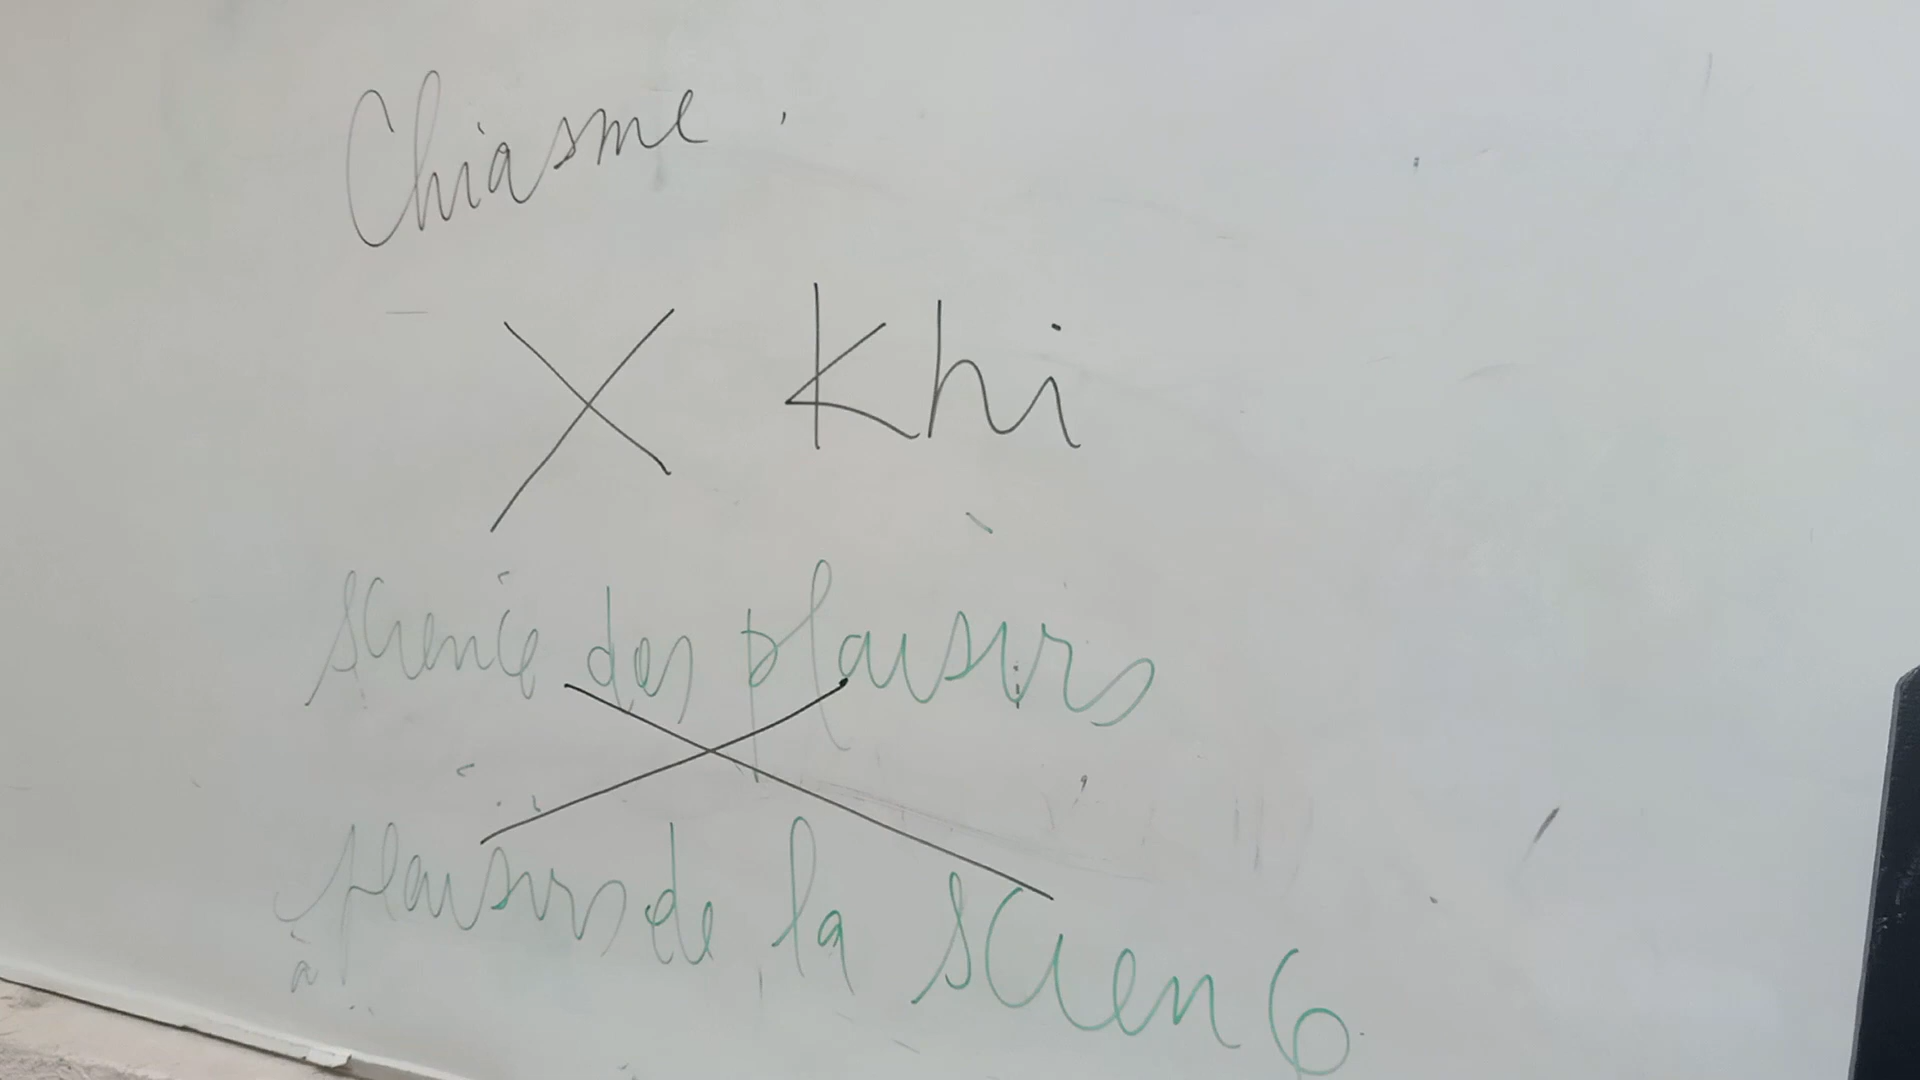 Chiasme
X Khi
science des plaisirs
plaisirs de la science
à